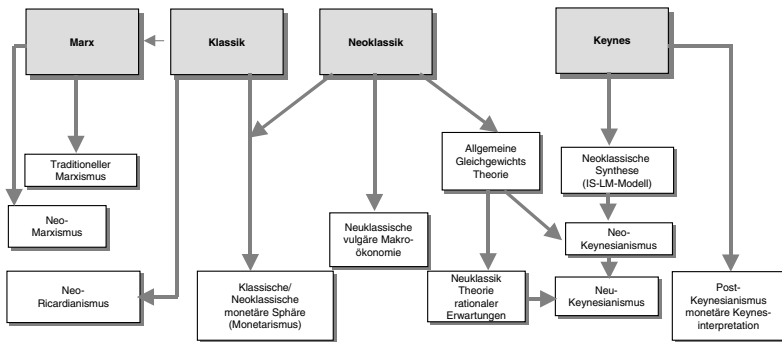 Marx
Klassik
Neoklassik
Keynes
Allgemeine
Gleichgewichts
Theorie
Neoklassische
Synthese
(IS-LM-Modell)
Traditioneller
Marxismus
Neo-
Marxismus
Neuklassische
vulgäre Makro-
ökonomie
Neo-
Keynesianismus
Neo-
Ricardianismus
Klassische/
Neoklassische
monetäre Sphäre
(Monetarismus)
Neuklassik
Theorie
rationaler
Erwartungen
Neu-
Keynesianismus
Post-
Keynesianismus
monetäre Keynes-
interpretation